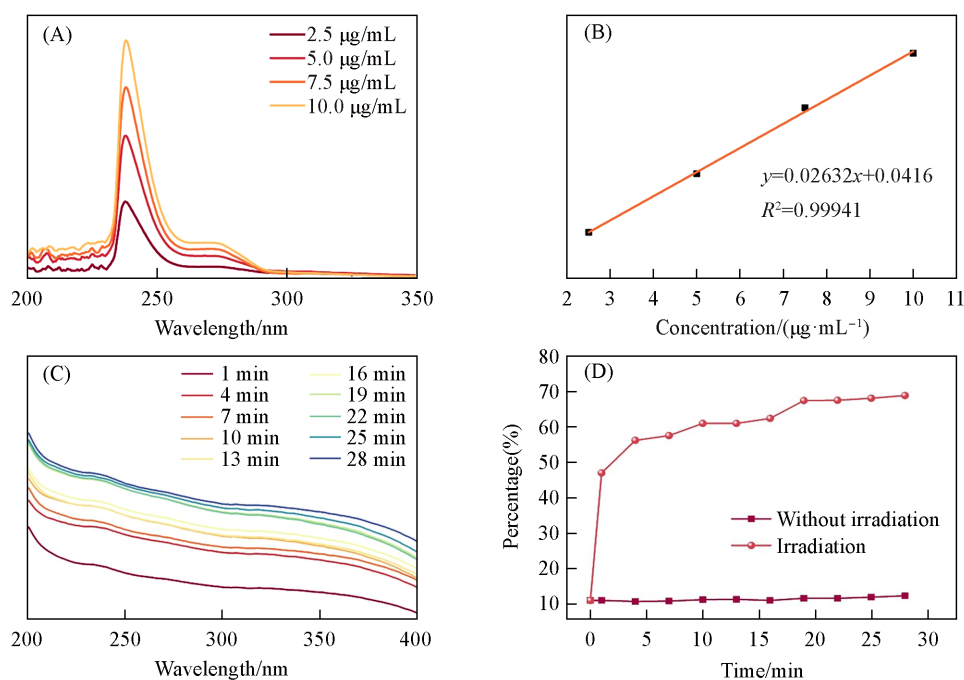 (A)
2.5 μg/mL
5.0 μg/mL
7.5 μg/mL
10.0 μg/mL
200 250 300 350
Wavelength/nm
(B)
y=0.02632x+0.0416
R²=0.99941
2 3 4 5 6 7 8 9 10 11
Concentration/(μg·mL⁻¹)
(C)
1 min 16 min
4 min 19 min
7 min 22 min
10 min 25 min
13 min 28 min
200 250 300 350 400
Wavelength/nm
(D)
80
70
60
50
40
30
20
10
Percentage(%)
Without irradiation
Irradiation
0 5 10 15 20 25 30
Time/min